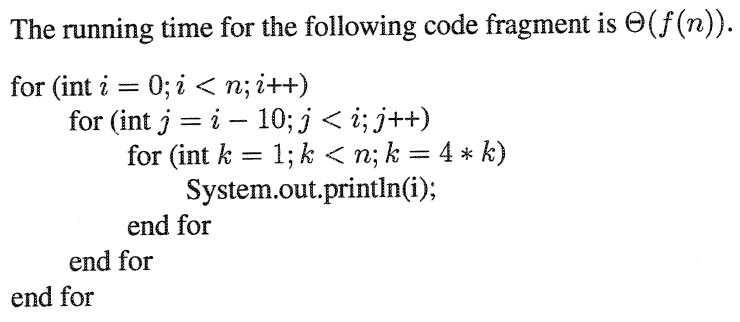 The running time for the following code fragment is Θ(f(n)).
for (int i = 0; i < n; i++)
for (int j = i − 10; j < i; j++)
for (int k = 1; k < n; k = 4 * k)
System.out.println(i);
end for
end for
end for